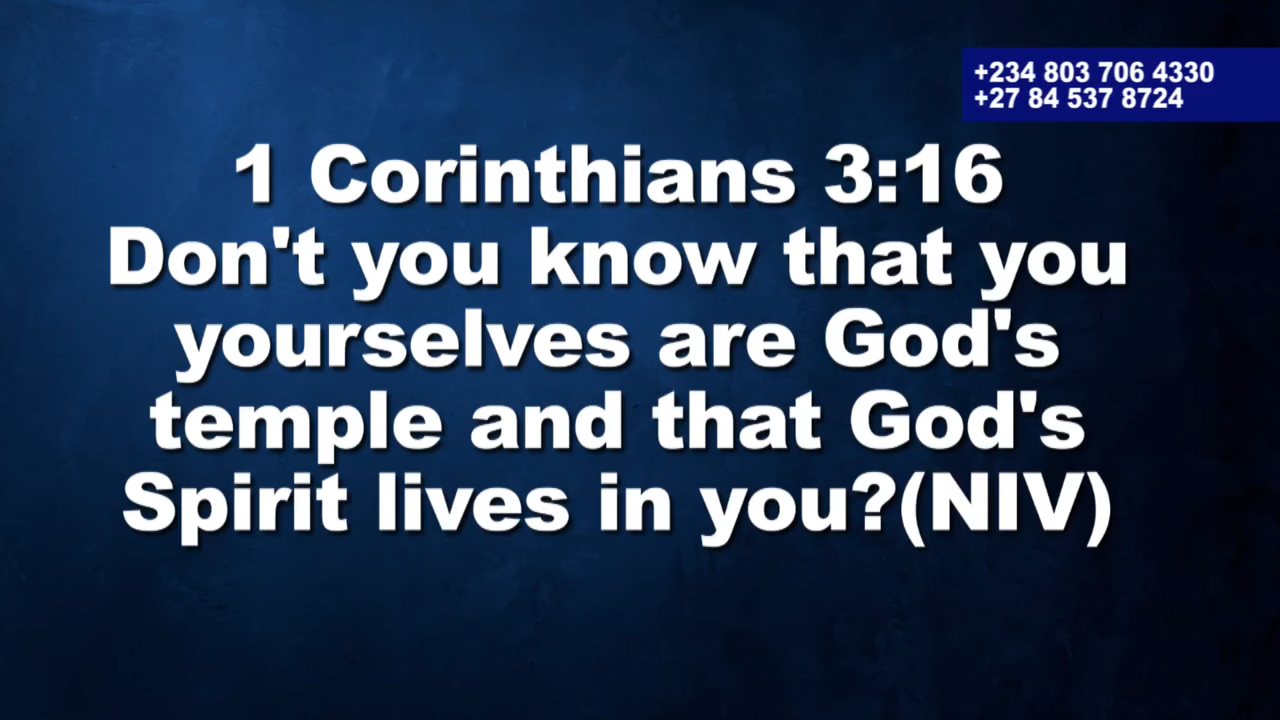 +234 803 706 4330
+27 84 537 8724
1 Corinthians 3:16
Don't you know that you
yourselves are God's
temple and that God's
Spirit lives in you?(NIV)